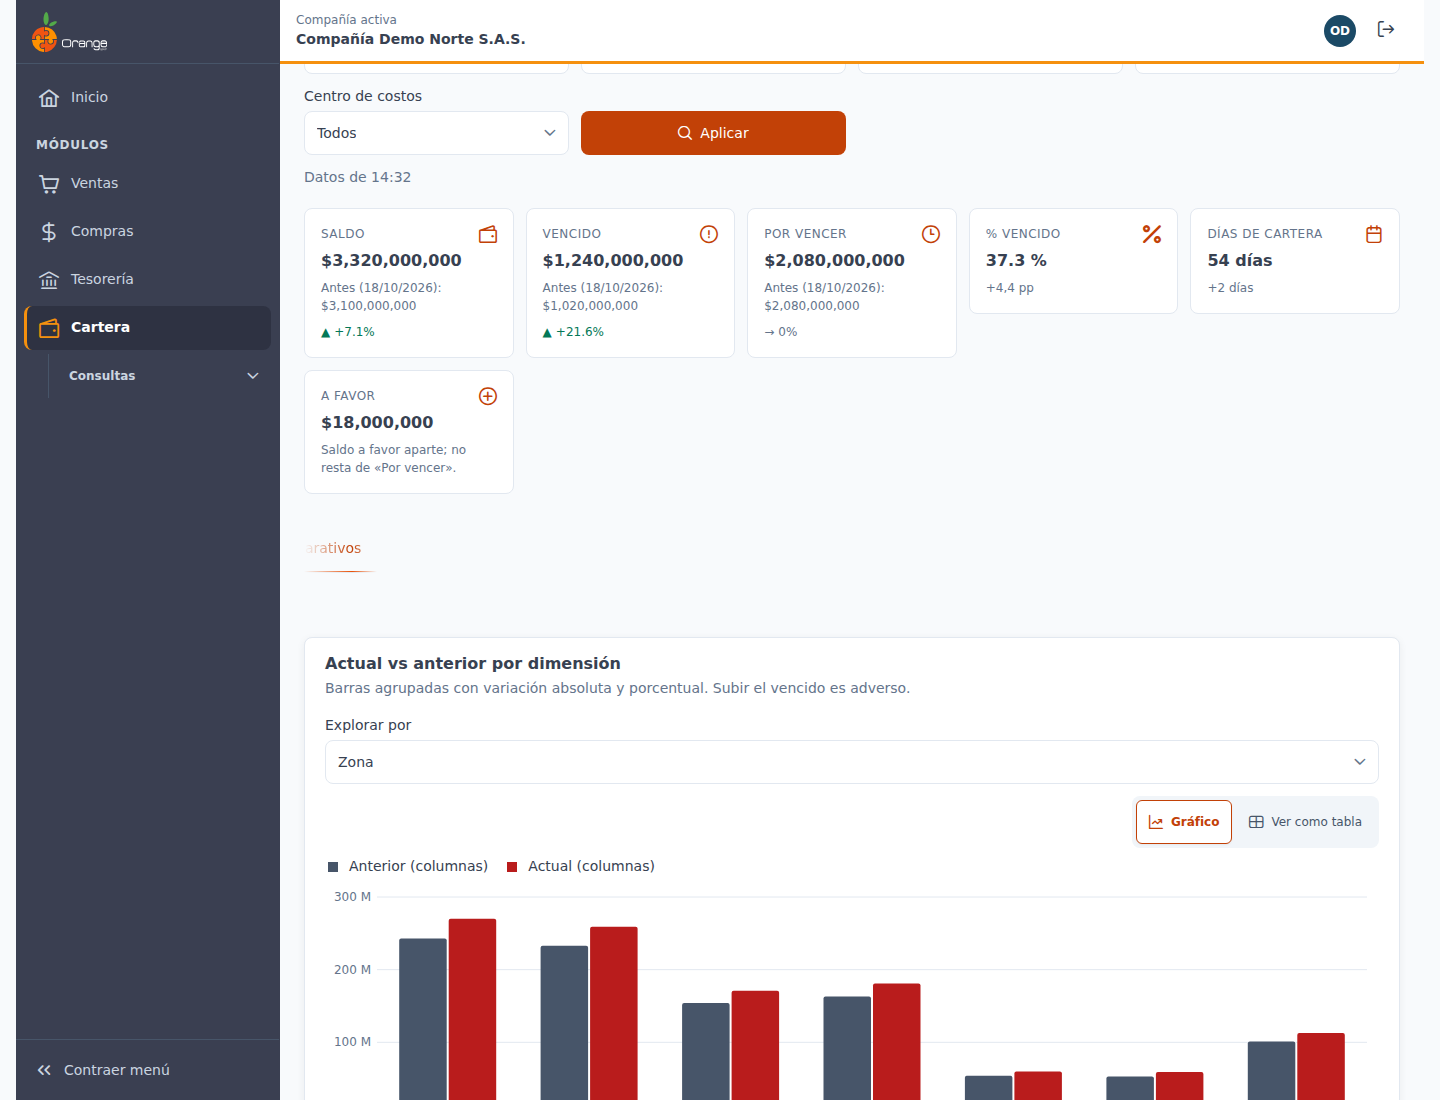 Orange
Compañía activa
Compañía Demo Norte S.A.S.
OD
Inicio
MÓDULOS
Ventas
Compras
Tesorería
Cartera
Consultas
Contraer menú
Centro de costos
Todos
Aplicar
Datos de 14:32
SALDO
$3,320,000,000
Antes (18/10/2026):
$3,100,000,000
▲ +7.1%
VENCIDO
$1,240,000,000
Antes (18/10/2026):
$1,020,000,000
▲ +21.6%
POR VENCER
$2,080,000,000
Antes (18/10/2026):
$2,080,000,000
→ 0%
% VENCIDO
37.3 %
+4,4 pp
DÍAS DE CARTERA
54 días
+2 días
A FAVOR
$18,000,000
Saldo a favor aparte; no
resta de «Por vencer».
arativos
Actual vs anterior por dimensión
Barras agrupadas con variación absoluta y porcentual. Subir el vencido es adverso.
Explorar por
Zona
Gráfico
Ver como tabla
Anterior (columnas)
Actual (columnas)
300 M
200 M
100 M